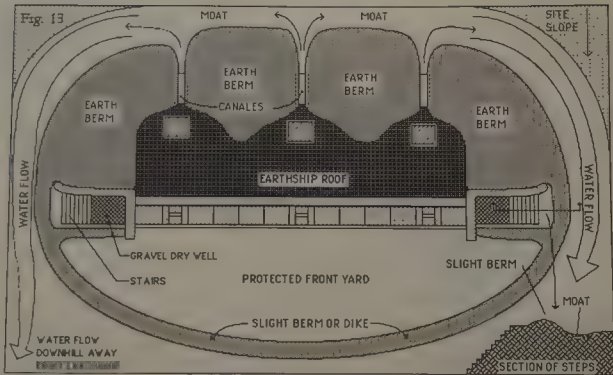 Fig. 13
MOAT
MOAT
SITE
SLOPE
EARTH
BERM
EARTH
BERM
EARTH
BERM
EARTH
BERM
CANALES
EARTHSHIP ROOF
WATER FLOW
WATER FLOW
GRAVEL DRY WELL
STAIRS
PROTECTED FRONT YARD
SLIGHT BERM
MOAT
SLIGHT BERM OR DIKE
WATER FLOW
DOWNHILL AWAY
SECTION OF STEPS